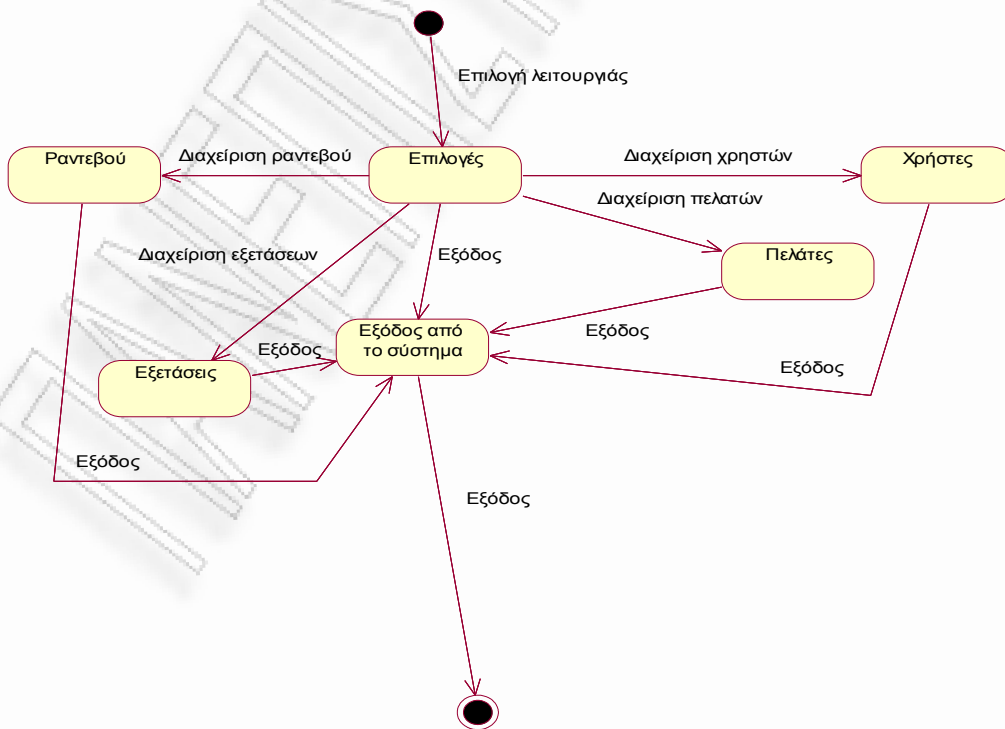 Επιλογή λειτουργιάς
Ραντεβού
Διαχείριση ραντεβού
Επιλογές
Διαχείριση χρηστών
Χρήστες
Διαχείριση πελατών
Διαχείριση εξετάσεων
Εξόδος
Πελάτες
Εξόδος από
το σύστημα
Εξόδος
Εξόδος
Εξετάσεις
Εξόδος
Εξόδος
Εξόδος